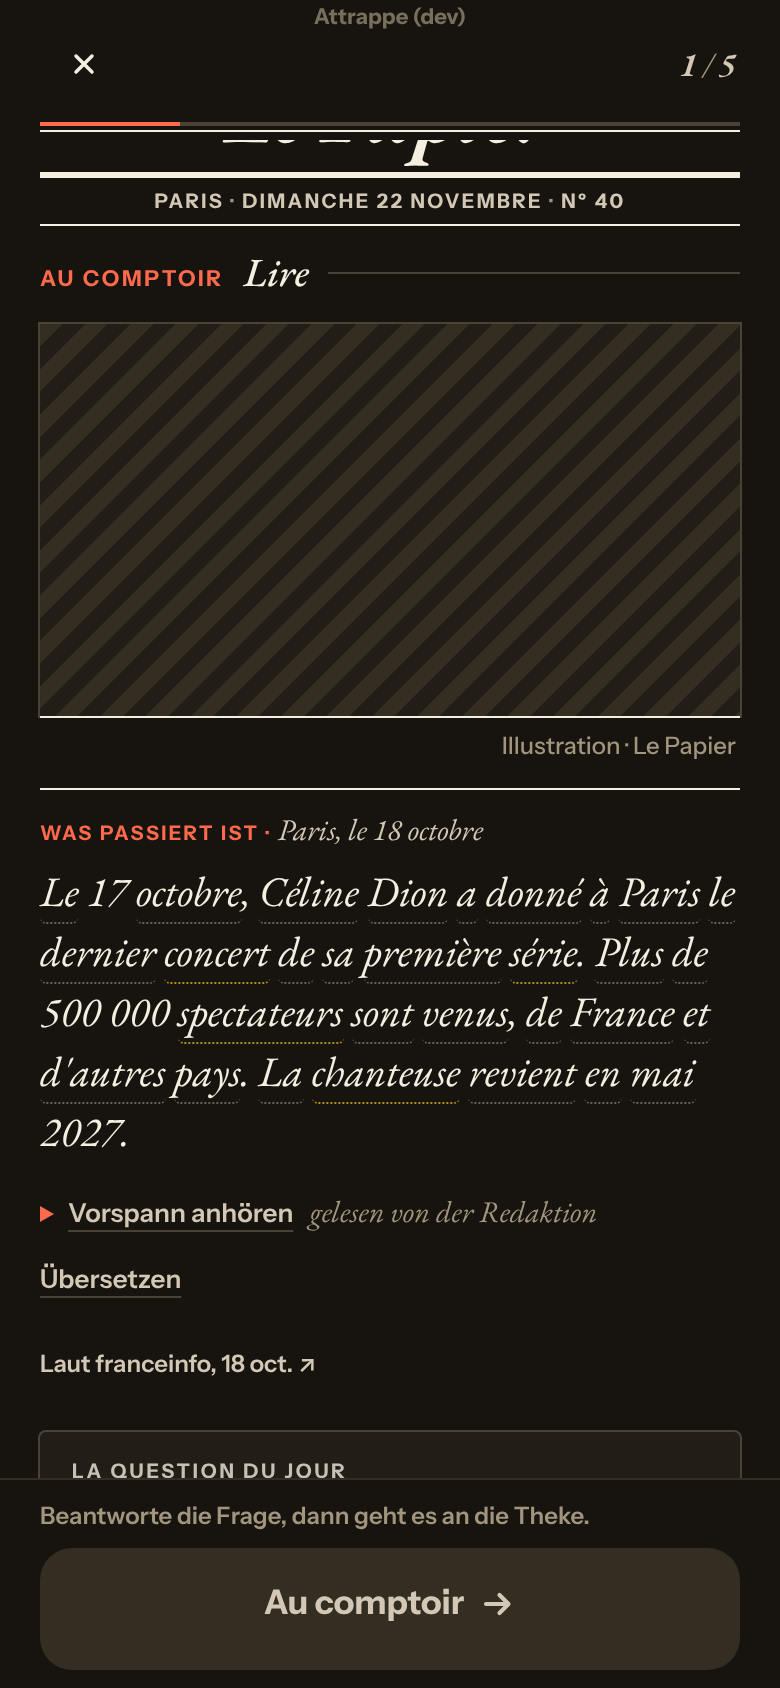 Attrappe (dev)
1 / 5
Le Papier
PARIS · DIMANCHE 22 NOVEMBRE · N° 40
AU COMPTOIR Lire
Illustration · Le Papier
WAS PASSIERT IST · Paris, le 18 octobre
Le 17 octobre, Céline Dion a donné à Paris le
dernier concert de sa première série. Plus de
500 000 spectateurs sont venus, de France et
d'autres pays. La chanteuse revient en mai
2027.
Vorspann anhören gelesen von der Redaktion
Übersetzen
Laut franceinfo, 18 oct. ↗
LA QUESTION DU JOUR
Beantworte die Frage, dann geht es an die Theke.
Au comptoir →